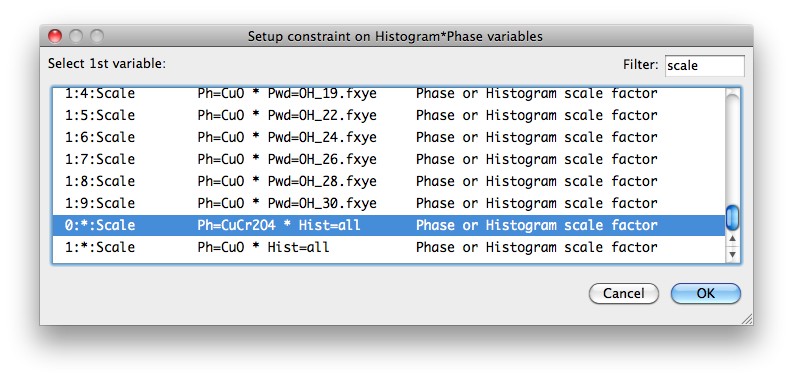 Setup constraint on Histogram*Phase variables
Select 1st variable: Filter: scale
1:4:Scale Ph=CuO * Pwd=OH_19.fxye Phase or Histogram scale factor
1:5:Scale Ph=CuO * Pwd=OH_22.fxye Phase or Histogram scale factor
1:6:Scale Ph=CuO * Pwd=OH_24.fxye Phase or Histogram scale factor
1:7:Scale Ph=CuO * Pwd=OH_26.fxye Phase or Histogram scale factor
1:8:Scale Ph=CuO * Pwd=OH_28.fxye Phase or Histogram scale factor
1:9:Scale Ph=CuO * Pwd=OH_30.fxye Phase or Histogram scale factor
0:*:Scale Ph=CuCr2O4 * Hist=all Phase or Histogram scale factor
1:*:Scale Ph=CuO * Hist=all Phase or Histogram scale factor
Cancel OK